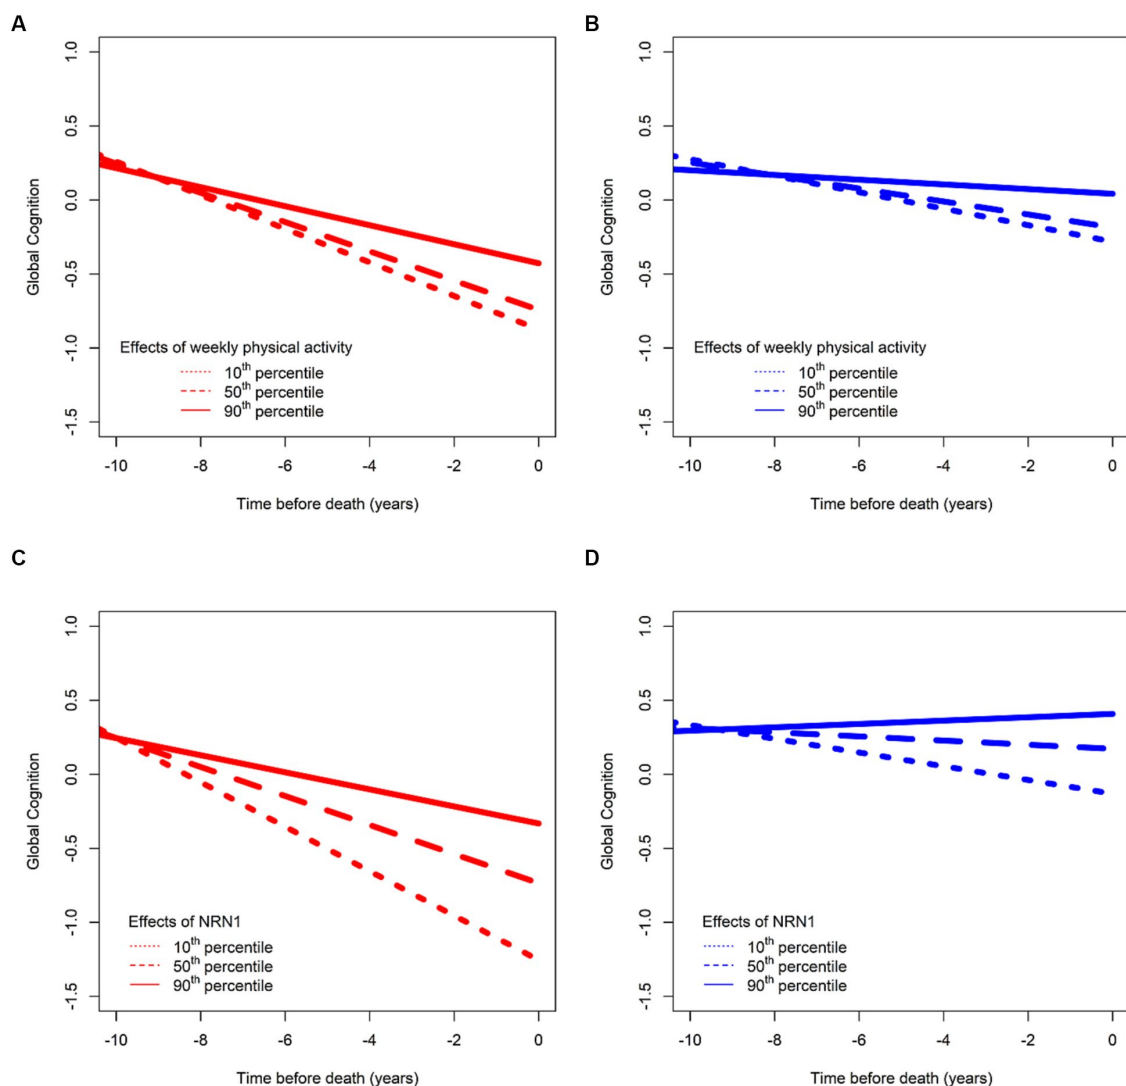 A
1.0
0.5
0.0
-0.5
-1.0
-1.5
Global Cognition
Effects of weekly physical activity
10th percentile
50th percentile
90th percentile
-10 -8 -6 -4 -2 0
Time before death (years)
B
1.0
0.5
0.0
-0.5
-1.0
-1.5
Global Cognition
Effects of weekly physical activity
10th percentile
50th percentile
90th percentile
-10 -8 -6 -4 -2 0
Time before death (years)
C
1.0
0.5
0.0
-0.5
-1.0
-1.5
Global Cognition
Effects of NRN1
10th percentile
50th percentile
90th percentile
-10 -8 -6 -4 -2 0
Time before death (years)
D
1.0
0.5
0.0
-0.5
-1.0
-1.5
Global Cognition
Effects of NRN1
10th percentile
50th percentile
90th percentile
-10 -8 -6 -4 -2 0
Time before death (years)